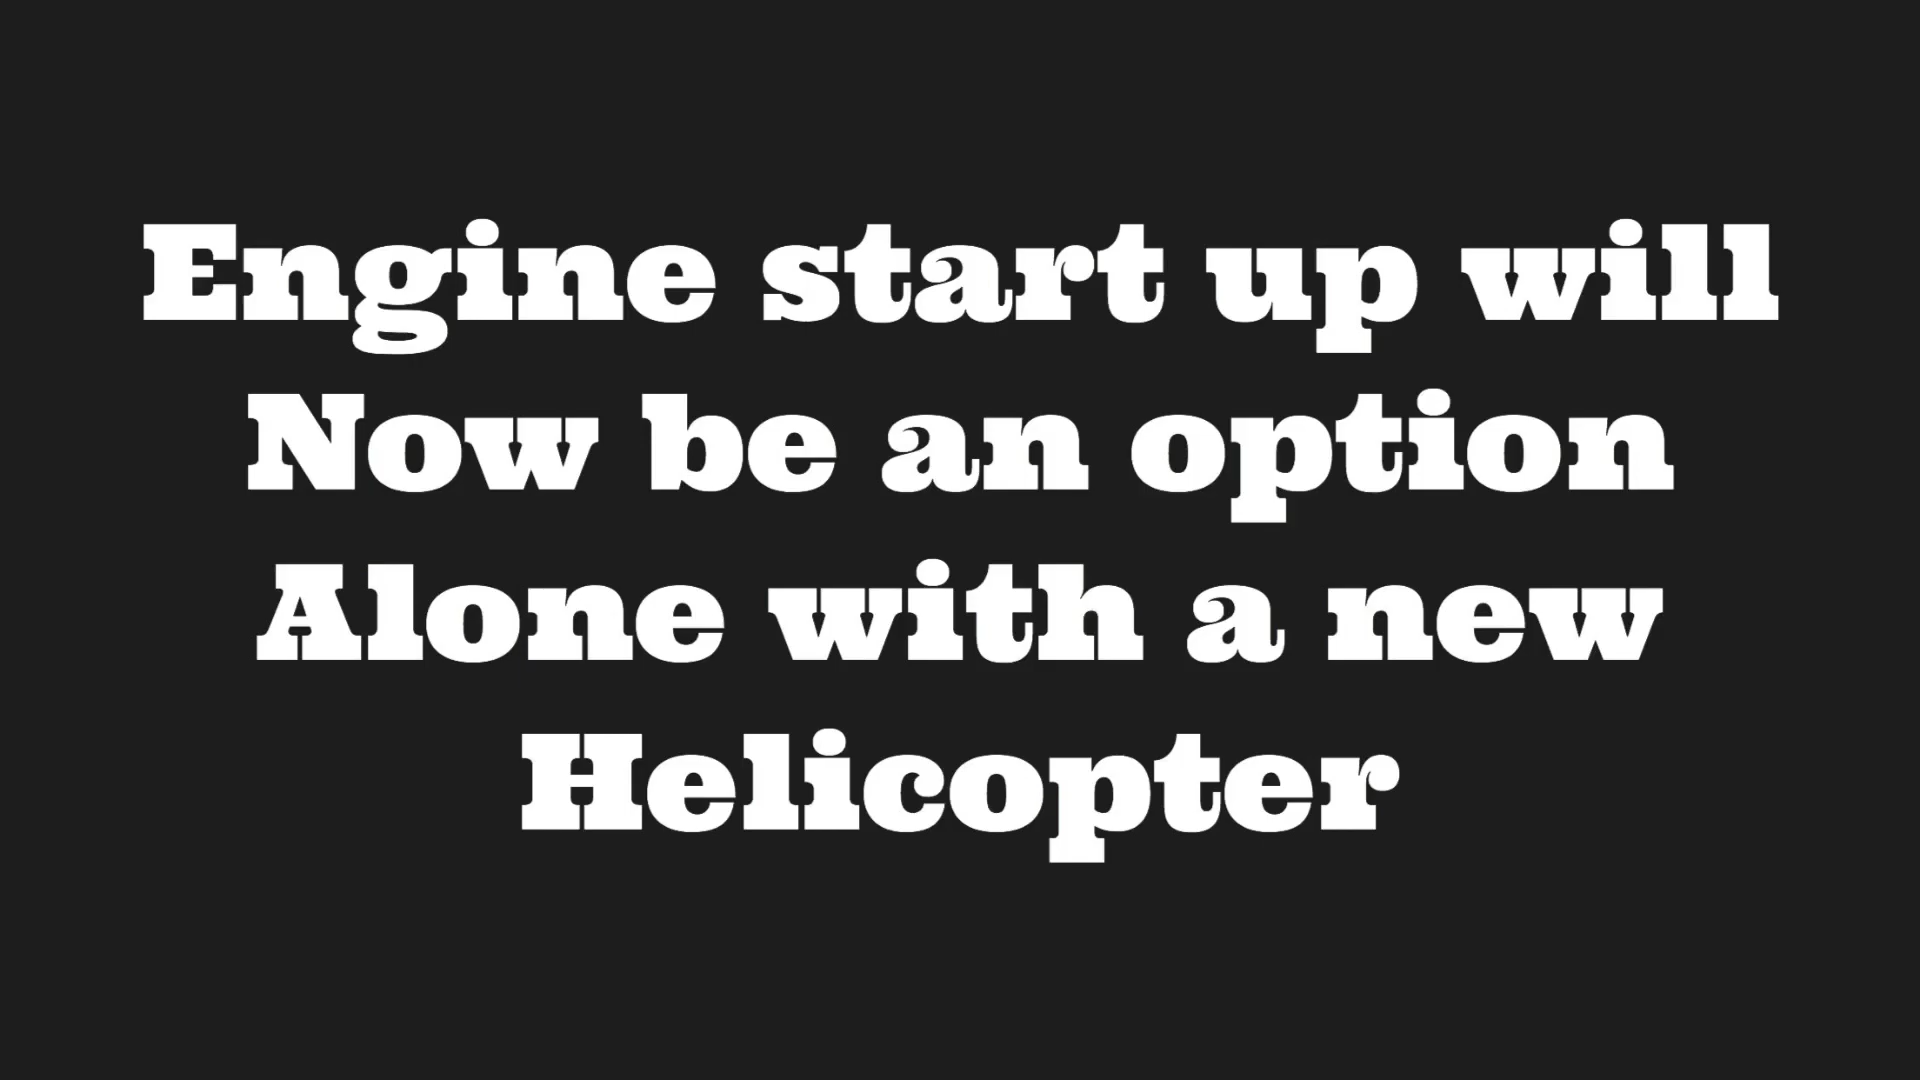 Engine start up will
Now be an option
Alone with a new
Helicopter